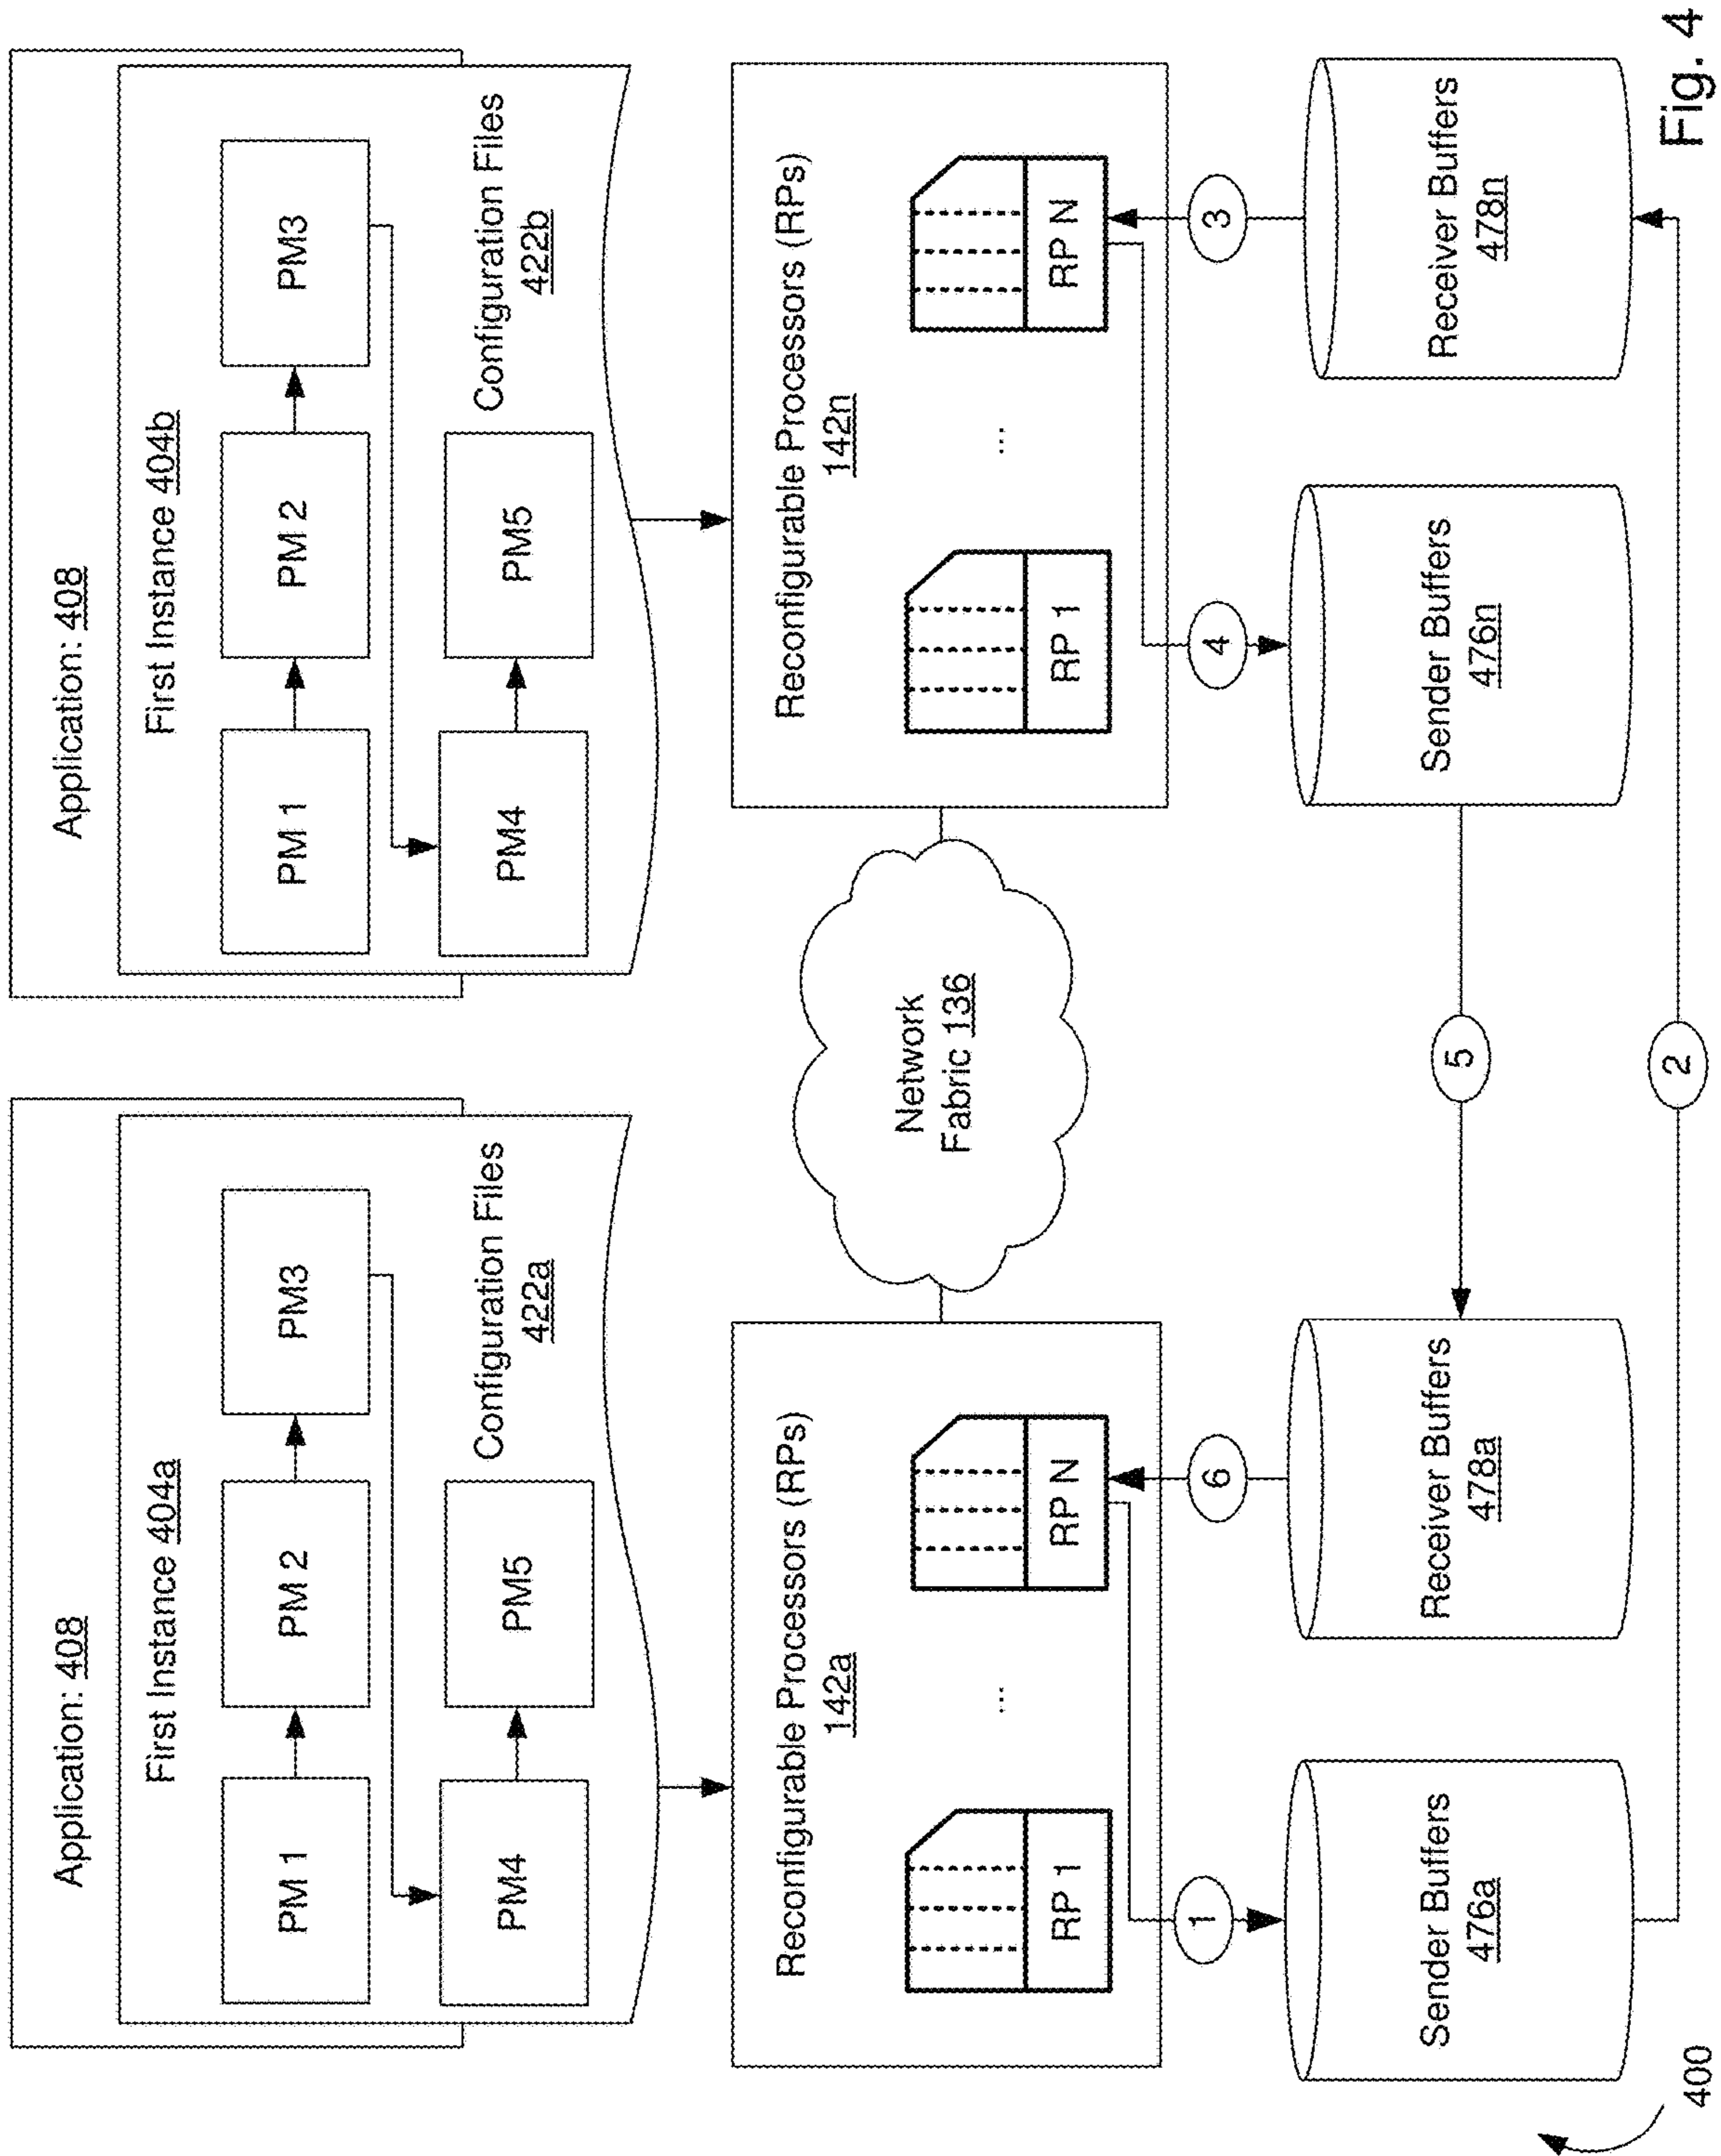 Application: 408
First Instance 404a
PM 1
PM 2
PM3
PM4
PM5
Configuration Files
422a
Reconfigurable Processors (RPs)
142a
RP 1
...
RP N
1
6
Sender Buffers
476a
Receiver Buffers
478a
Application: 408
First Instance 404b
PM 1
PM 2
PM3
PM4
PM5
Configuration Files
422b
Network
Fabric 136
Reconfigurable Processors (RPs)
142n
RP 1
...
RP N
4
3
Sender Buffers
476n
Receiver Buffers
478n
5
2
400
Fig. 4